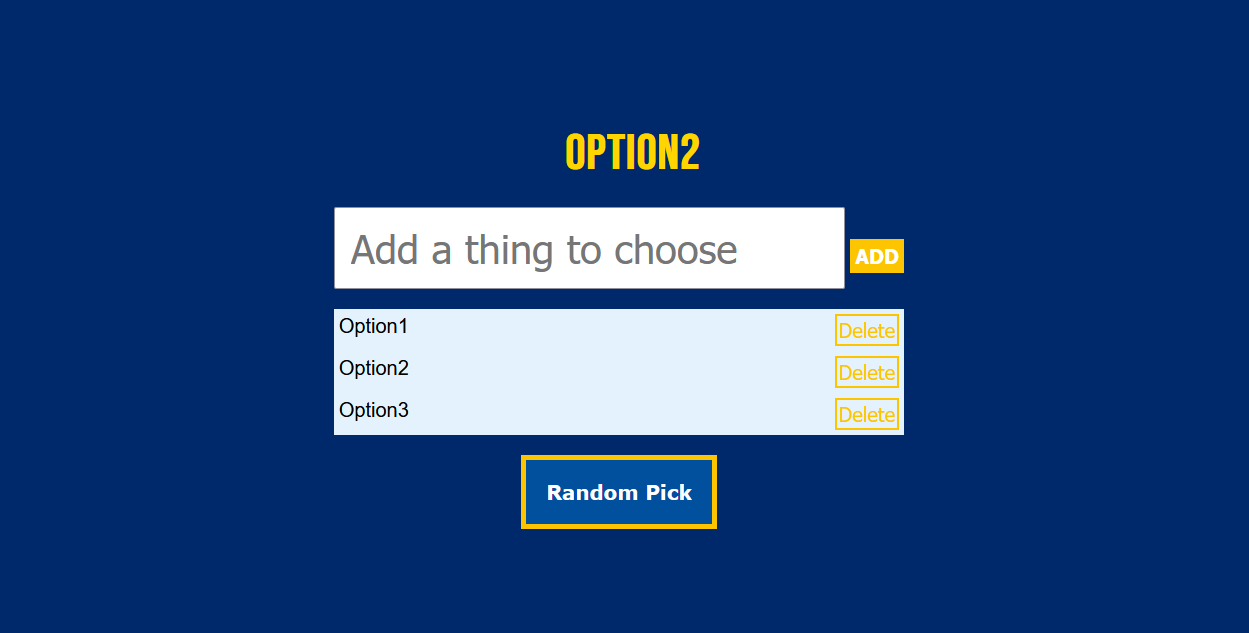 OPTION2
Add a thing to choose
ADD
Option1 Delete
Option2 Delete
Option3 Delete
Random Pick